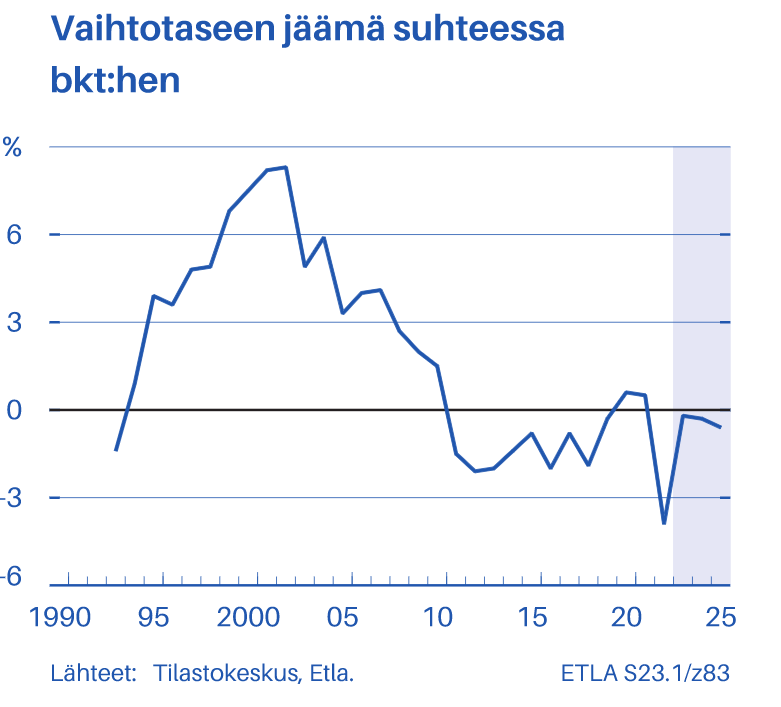 Vaihtotaseen jäämä suhteessa
bkt:hen
%
6
3
0
-3
-6
1990 95 2000 05 10 15 20 25
Lähteet: Tilastokeskus, Etla. ETLA S23.1/z83